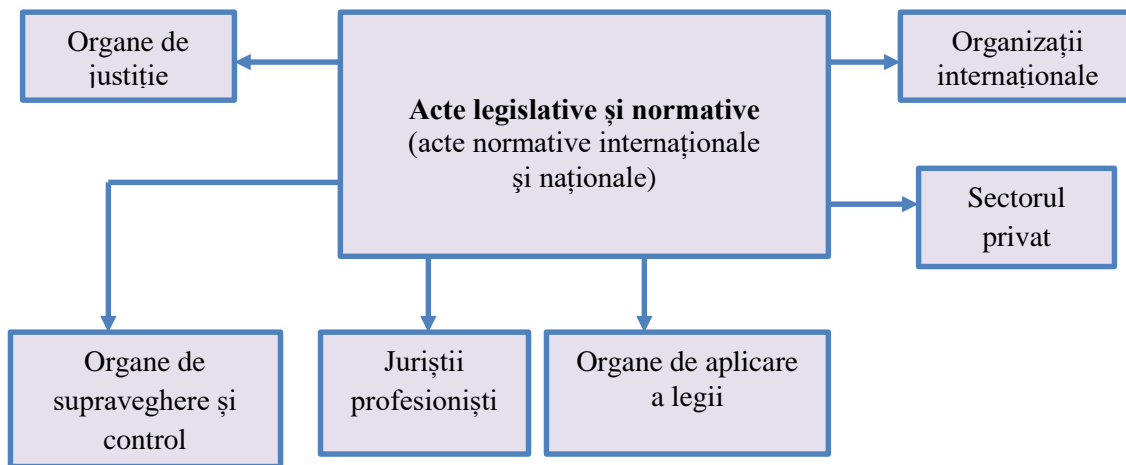 Organe de
justiție
Acte legislative și normative
(acte normative internaționale
şi naționale)
Organizații
internaționale
Sectorul
privat
Organe de
supraveghere și
control
Juriștii
profesioniști
Organe de aplicare
a legii